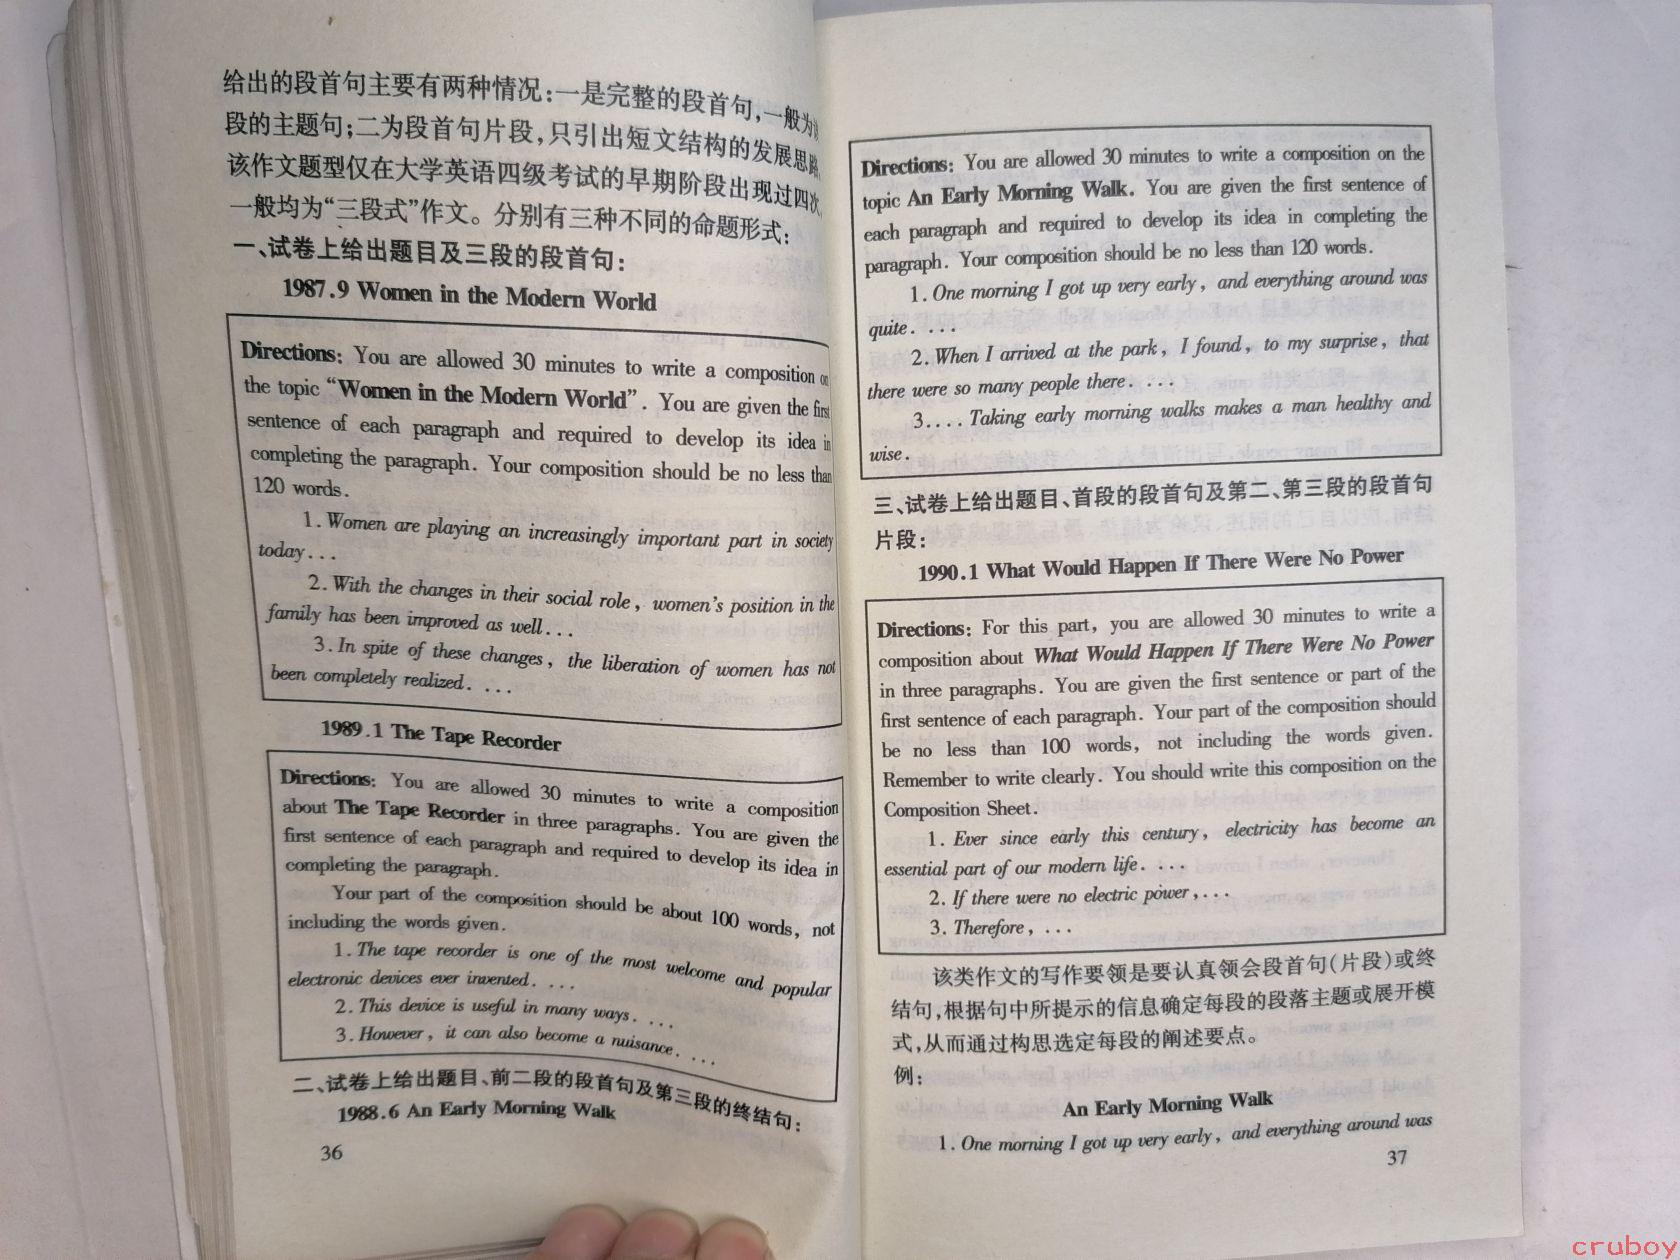 给出的段首句主要有两种情况:一是完整的段首句,一般为
段的主题句;二为段首句片段,只引出短文结构的发展思路
该作文题型仅在大学英语四级考试的早期阶段出现过四次,
一般均为“三段式”作文。分别有三种不同的命题形式:
一、试卷上给出题目及三段的段首句:
1987.9 Women in the Modern World
Directions: You are allowed 30 minutes to write a composition on
the topic “Women in the Modern World”. You are given the first
sentence of each paragraph and required to develop its idea in
completing the paragraph. Your composition should be no less than
120 words.
1. Women are playing an increasingly important part in society
today...
2. With the changes in their social role, women's position in the
family has been improved as well...
3. In spite of these changes, the liberation of women has not
been completely realized. ...
1989.1 The Tape Recorder
Directions: You are allowed 30 minutes to write a composition
about The Tape Recorder in three paragraphs. You are given the
first sentence of each paragraph and required to develop its idea in
completing the paragraph.
Your part of the composition should be about 100 words, not
including the words given.
1. The tape recorder is one of the most welcome and popular
electronic devices ever invented. ...
2. This device is useful in many ways. ...
3. However, it can also become a nuisance. ...
二、试卷上给出题目、前二段的段首句及第三段的终结句:
1988.6 An Early Morning Walk
36
Directions: You are allowed 30 minutes to write a composition on the
topic An Early Morning Walk. You are given the first sentence of
each paragraph and required to develop its idea in completing the
paragraph. Your composition should be no less than 120 words.
1. One morning I got up very early, and everything around was
quite. ...
2. When I arrived at the park, I found, to my surprise, that
there were so many people there. ...
3. ... Taking early morning walks makes a man healthy and
wise.
三、试卷上给出题目、首段的段首句及第二、第三段的段首句
片段:
1990.1 What Would Happen If There Were No Power
Directions: For this part, you are allowed 30 minutes to write a
composition about What Would Happen If There Were No Power
in three paragraphs. You are given the first sentence or part of the
first sentence of each paragraph. Your part of the composition should
be no less than 100 words, not including the words given.
Remember to write clearly. You should write this composition on the
Composition Sheet.
1. Ever since early this century, electricity has become an
essential part of our modern life. ...
2. If there were no electric power, ...
3. Therefore, ...
该类作文的写作要领是要认真领会段首句(片段)或终
结句,根据句中所提示的信息确定每段的段落主题或展开模
式,从而通过构思选定每段的阐述要点。
例:
An Early Morning Walk
1. One morning I got up very early, and everything around was
37
cruboy